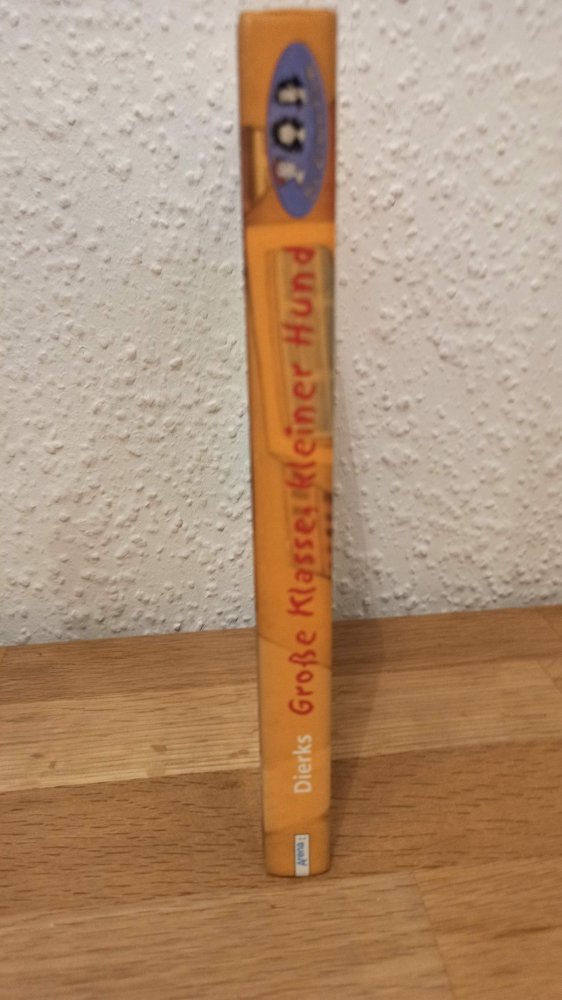 Arena
Dierks
Große Klasse, kleiner Hund